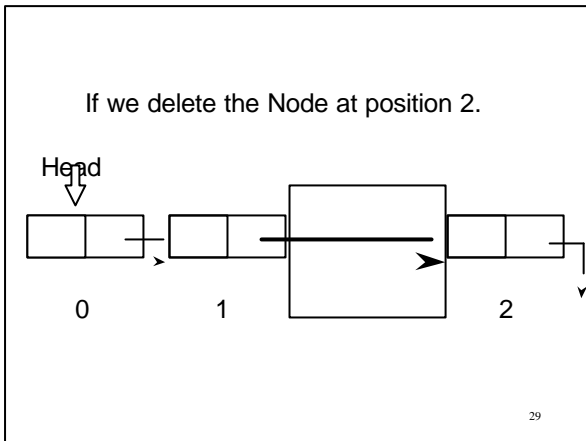 If we delete the Node at position 2.
Head
0 1 2
29